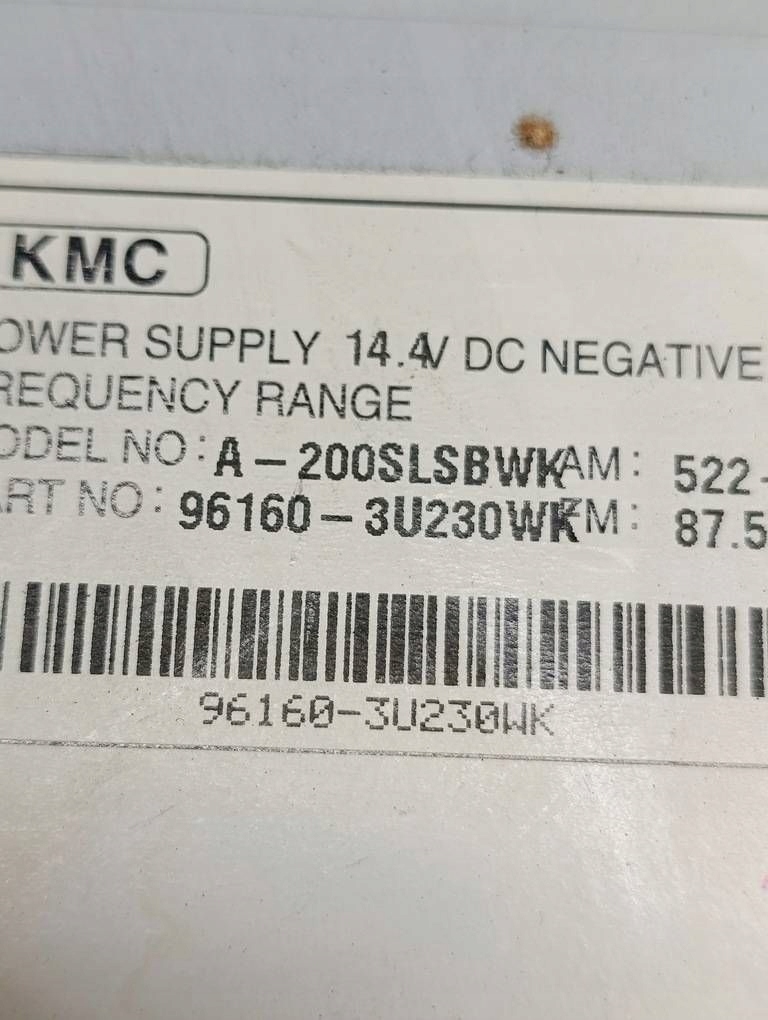 KMC
OWER SUPPLY 14.4V DC NEGATIVE
REQUENCY RANGE
ODEL NO: A-200SLSBWK AM: 522-
ART NO: 96160-3U230WK FM: 87.5
96160-3U230WK